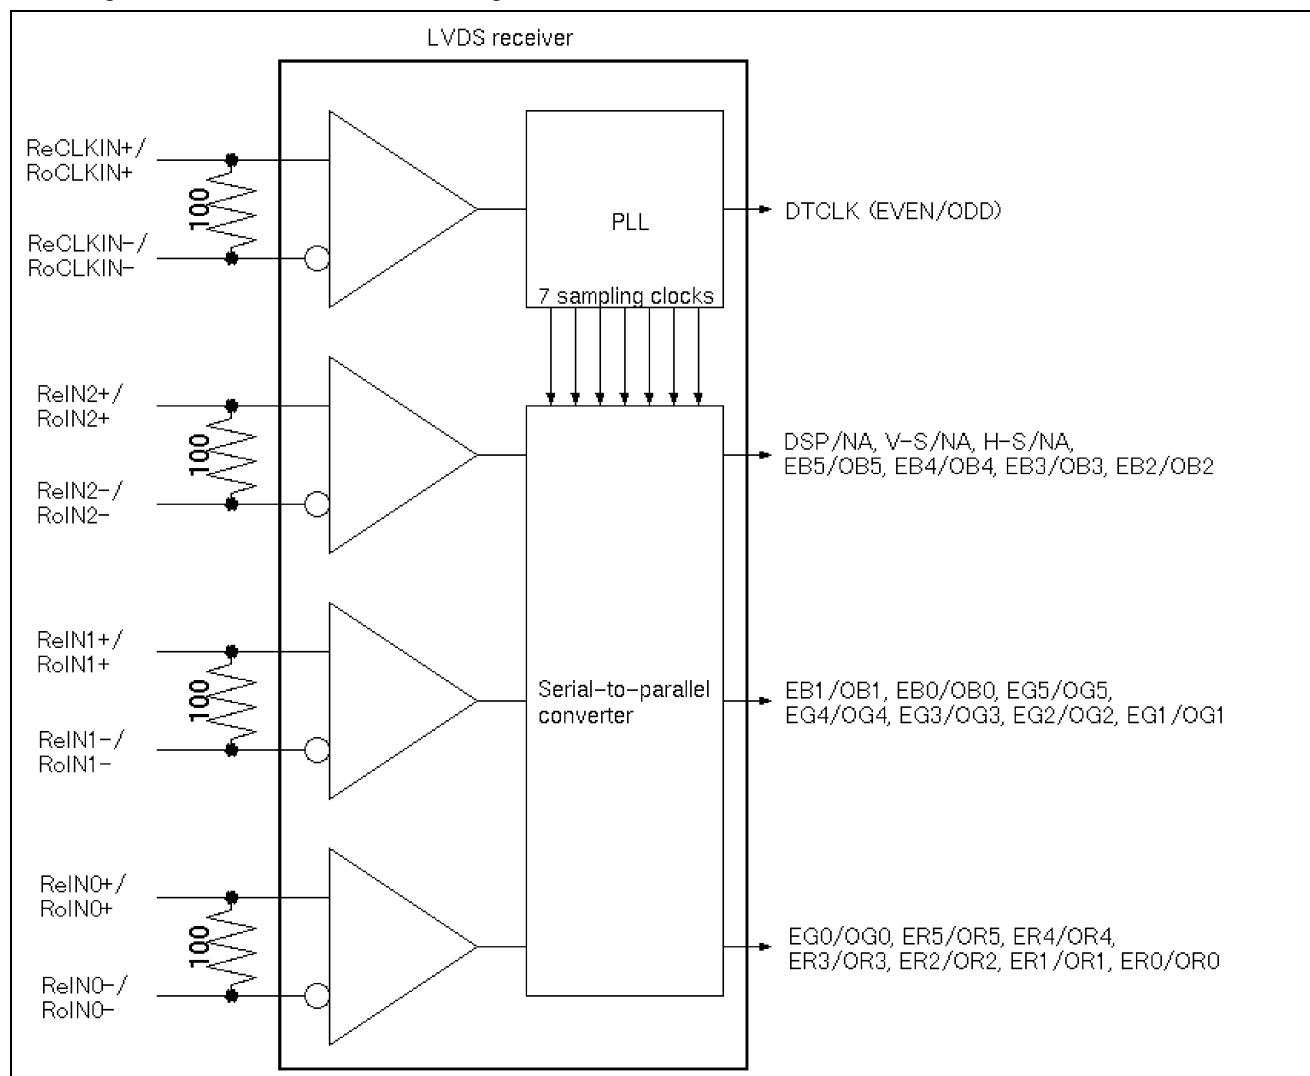 LVDS receiver
ReCLKIN+/
RoCLKIN+
100
ReCLKIN-/
RoCLKIN-
PLL
7 sampling clocks
DTCLK (EVEN/ODD)
ReIN2+/
RoIN2+
100
ReIN2-/
RoIN2-
DSP/NA, V-S/NA, H-S/NA,
EB5/OB5, EB4/OB4, EB3/OB3, EB2/OB2
ReIN1+/
RoIN1+
100
ReIN1-/
RoIN1-
Serial-to-parallel
converter
EB1/OB1, EB0/OB0, EG5/OG5,
EG4/OG4, EG3/OG3, EG2/OG2, EG1/OG1
ReIN0+/
RoIN0+
100
ReIN0-/
RoIN0-
EG0/OG0, ER5/OR5, ER4/OR4,
ER3/OR3, ER2/OR2, ER1/OR1, ER0/OR0